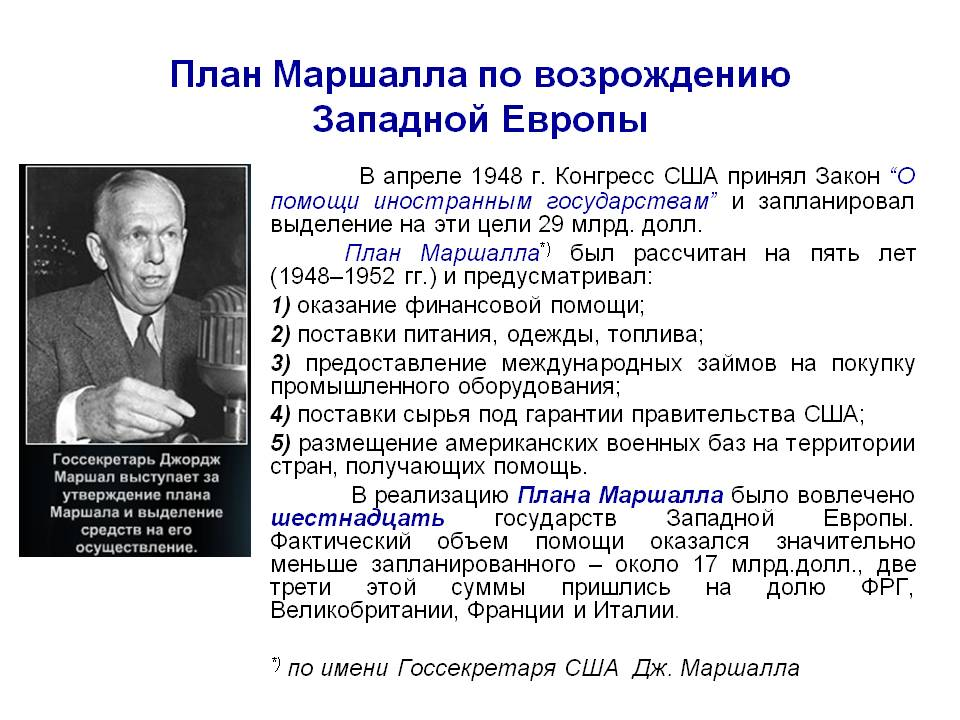 План Маршалла по возрождению
Западной Европы
В апреле 1948 г. Конгресс США принял Закон “О
помощи иностранным государствам” и запланировал
выделение на эти цели 29 млрд. долл.
План Маршалла*) был рассчитан на пять лет
(1948–1952 гг.) и предусматривал:
1) оказание финансовой помощи;
2) поставки питания, одежды, топлива;
3) предоставление международных займов на покупку
промышленного оборудования;
4) поставки сырья под гарантии правительства США;
5) размещение американских военных баз на территории
стран, получающих помощь.
В реализацию Плана Маршалла было вовлечено
шестнадцать государств Западной Европы.
Фактический объем помощи оказался значительно
меньше запланированного – около 17 млрд.долл., две
трети этой суммы пришлись на долю ФРГ,
Великобритании, Франции и Италии.
*) по имени Госсекретаря США Дж. Маршалла
Госсекретарь Джордж
Маршал выступает за
утверждение плана
Маршала и выделение
средств на его
осуществление.